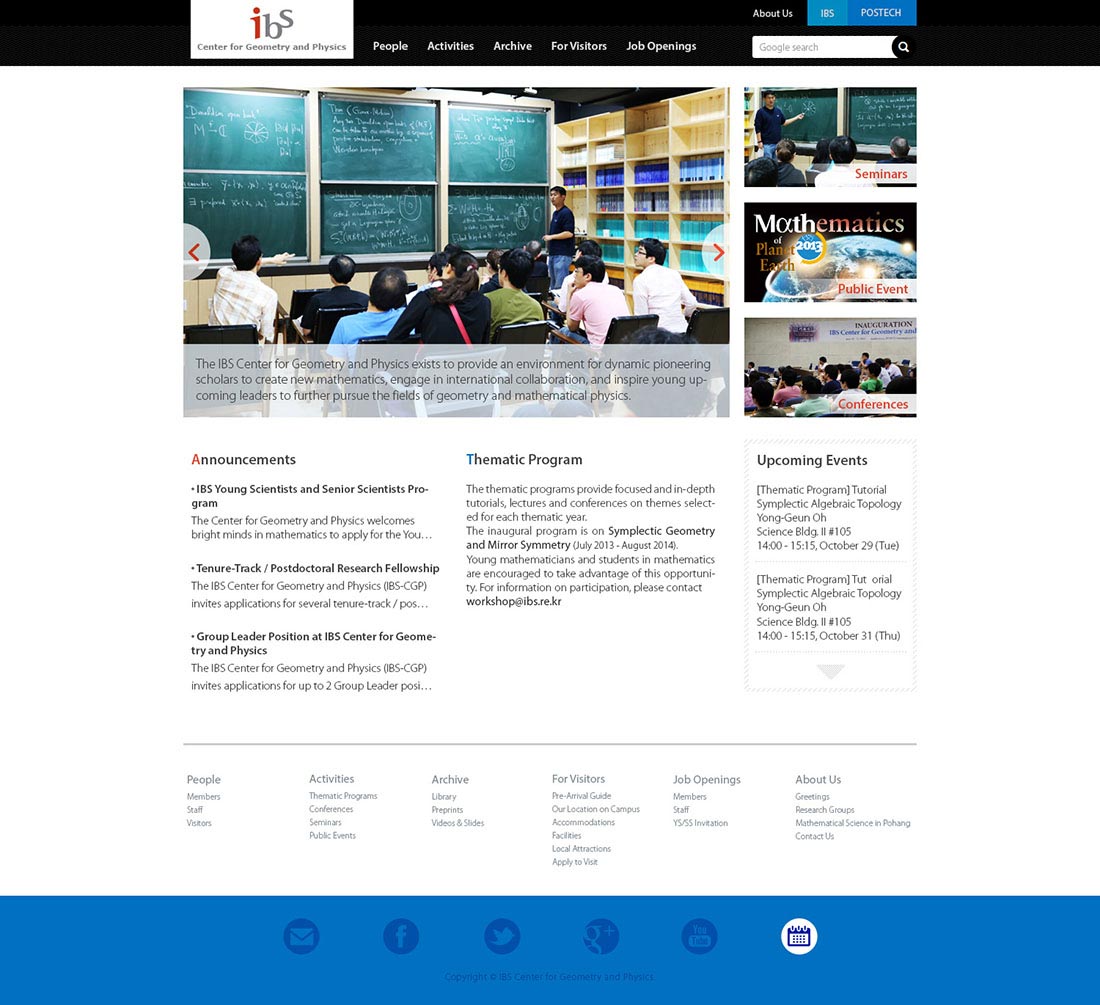 About Us
IBS
POSTECH
ibs
Center for Geometry and Physics
People
Activities
Archive
For Visitors
Job Openings
Google search
Seminars
Mαthematics
of
Planet
Earth
2013
Public Event
INAUGURATION
IBS Center for Geometry and
Conferences
The IBS Center for Geometry and Physics exists to provide an environment for dynamic pioneering
scholars to create new mathematics, engage in international collaboration, and inspire young up-
coming leaders to further pursue the fields of geometry and mathematical physics.
Announcements
• IBS Young Scientists and Senior Scientists Pro-
gram
The Center for Geometry and Physics welcomes
bright minds in mathematics to apply for the You…
• Tenure-Track / Postdoctoral Research Fellowship
The IBS Center for Geometry and Physics (IBS-CGP)
invites applications for several tenure-track / pos…
• Group Leader Position at IBS Center for Geome-
try and Physics
The IBS Center for Geometry and Physics (IBS-CGP)
invites applications for up to 2 Group Leader posi…
Thematic Program
The thematic programs provide focused and in-depth
tutorials, lectures and conferences on themes select-
ed for each thematic year.
The inaugural program is on Symplectic Geometry
and Mirror Symmetry (July 2013 - August 2014).
Young mathematicians and students in mathematics
are encouraged to take advantage of this opportuni-
ty. For information on participation, please contact
workshop@ibs.re.kr
Upcoming Events
[Thematic Program] Tutorial
Symplectic Algebraic Topology
Yong-Geun Oh
Science Bldg. II #105
14:00 - 15:15, October 29 (Tue)
[Thematic Program] Tut orial
Symplectic Algebraic Topology
Yong-Geun Oh
Science Bldg. II #105
14:00 - 15:15, October 31 (Thu)
People
Members
Staff
Visitors
Activities
Thematic Programs
Conferences
Seminars
Public Events
Archive
Library
Preprints
Videos & Slides
For Visitors
Pre-Arrival Guide
Our Location on Campus
Accommodations
Facilities
Local Attractions
Apply to Visit
Job Openings
Members
Staff
YS/SS Invitation
About Us
Greetings
Research Groups
Mathematical Science in Pohang
Contact Us
You
Tube
Copyright © IBS Center for Geometry and Physics